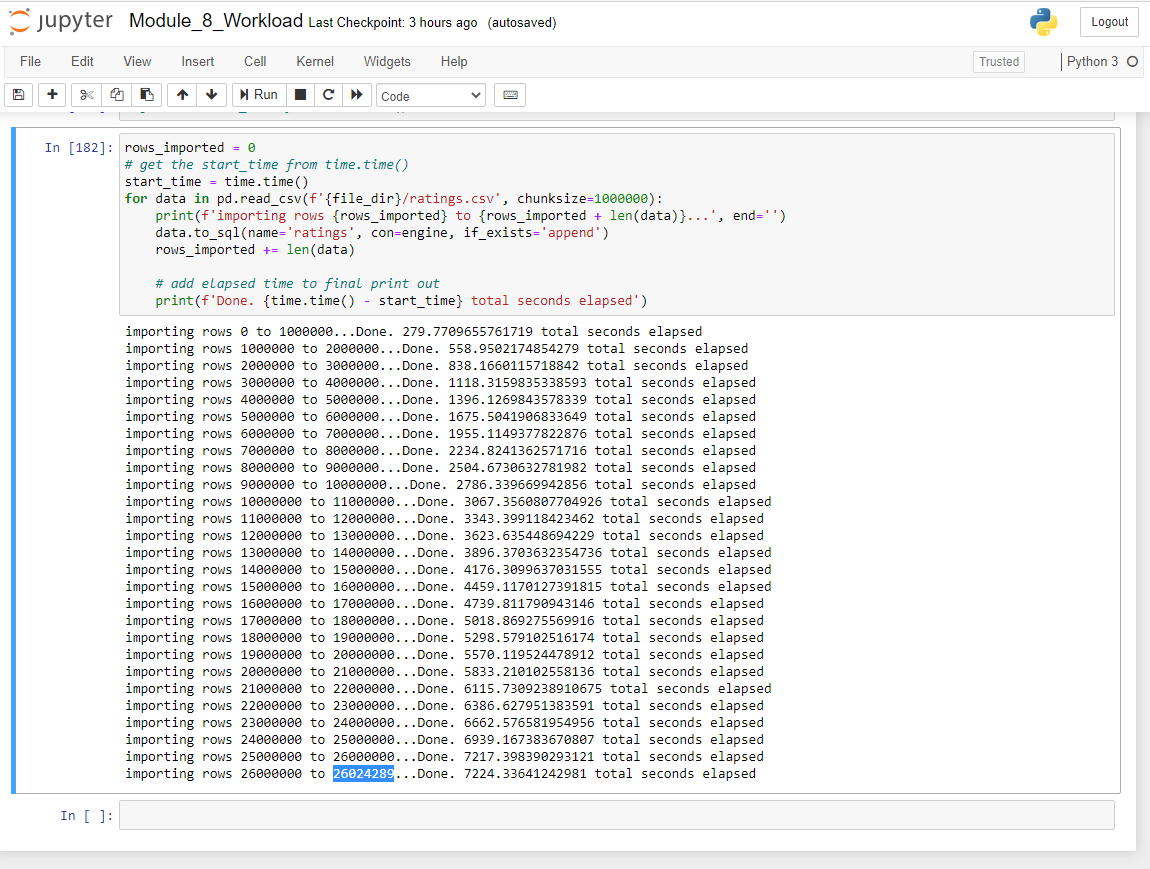 jupyter Module_8_Workload Last Checkpoint: 3 hours ago (autosaved) Logout
File Edit View Insert Cell Kernel Widgets Help Trusted Python 3
Run Code
In [182]: rows_imported = 0
# get the start_time from time.time()
start_time = time.time()
for data in pd.read_csv(f'{file_dir}/ratings.csv', chunksize=1000000):
    print(f'importing rows {rows_imported} to {rows_imported + len(data)}...', end='')
    data.to_sql(name='ratings', con=engine, if_exists='append')
    rows_imported += len(data)
    # add elapsed time to final print out
    print(f'Done. {time.time() - start_time} total seconds elapsed')
importing rows 0 to 1000000...Done. 279.7709655761719 total seconds elapsed
importing rows 1000000 to 2000000...Done. 558.9502174854279 total seconds elapsed
importing rows 2000000 to 3000000...Done. 838.1660115718842 total seconds elapsed
importing rows 3000000 to 4000000...Done. 1118.3159835338593 total seconds elapsed
importing rows 4000000 to 5000000...Done. 1396.1269843578339 total seconds elapsed
importing rows 5000000 to 6000000...Done. 1675.5041906833649 total seconds elapsed
importing rows 6000000 to 7000000...Done. 1955.1149377822876 total seconds elapsed
importing rows 7000000 to 8000000...Done. 2234.8241362571716 total seconds elapsed
importing rows 8000000 to 9000000...Done. 2504.6730632781982 total seconds elapsed
importing rows 9000000 to 10000000...Done. 2786.339669942856 total seconds elapsed
importing rows 10000000 to 11000000...Done. 3067.3560807704926 total seconds elapsed
importing rows 11000000 to 12000000...Done. 3343.399118423462 total seconds elapsed
importing rows 12000000 to 13000000...Done. 3623.635448694229 total seconds elapsed
importing rows 13000000 to 14000000...Done. 3896.3703632354736 total seconds elapsed
importing rows 14000000 to 15000000...Done. 4176.3099637031555 total seconds elapsed
importing rows 15000000 to 16000000...Done. 4459.1170127391815 total seconds elapsed
importing rows 16000000 to 17000000...Done. 4739.811790943146 total seconds elapsed
importing rows 17000000 to 18000000...Done. 5018.869275569916 total seconds elapsed
importing rows 18000000 to 19000000...Done. 5298.579102516174 total seconds elapsed
importing rows 19000000 to 20000000...Done. 5570.119524478912 total seconds elapsed
importing rows 20000000 to 21000000...Done. 5833.210102558136 total seconds elapsed
importing rows 21000000 to 22000000...Done. 6115.7309238910675 total seconds elapsed
importing rows 22000000 to 23000000...Done. 6386.627951383591 total seconds elapsed
importing rows 23000000 to 24000000...Done. 6662.576581954956 total seconds elapsed
importing rows 24000000 to 25000000...Done. 6939.167383670807 total seconds elapsed
importing rows 25000000 to 26000000...Done. 7217.398390293121 total seconds elapsed
importing rows 26000000 to 26024289...Done. 7224.33641242981 total seconds elapsed
In [ ]: